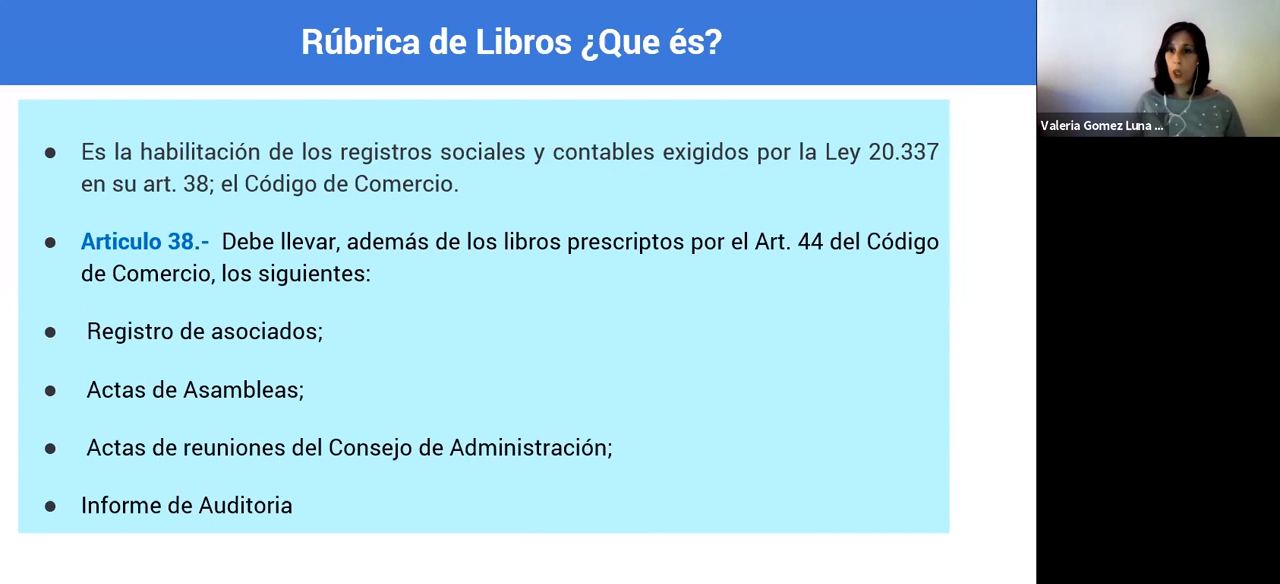 Rúbrica de Libros ¿Que és?
● Es la habilitación de los registros sociales y contables exigidos por la Ley 20.337
en su art. 38; el Código de Comercio.
● Articulo 38.- Debe llevar, además de los libros prescriptos por el Art. 44 del Código
de Comercio, los siguientes:
● Registro de asociados;
● Actas de Asambleas;
● Actas de reuniones del Consejo de Administración;
● Informe de Auditoria
Valeria Gomez Luna ...